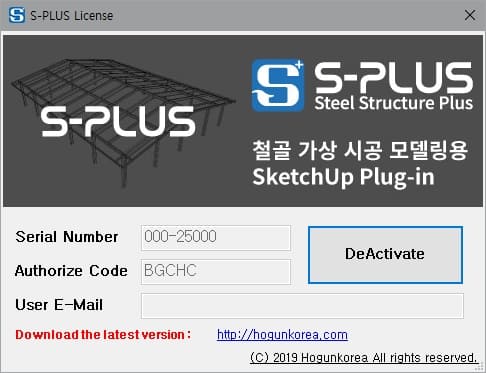 S-PLUS License
S-PLUS
S-PLUS
Steel Structure Plus
철골 가상 시공 모델링용
SketchUp Plug-in
Serial Number 000-25000
DeActivate
Authorize Code BGCHC
User E-Mail
Download the latest version : http://hogunkorea.com
(C) 2019 Hogunkorea All rights reserved.